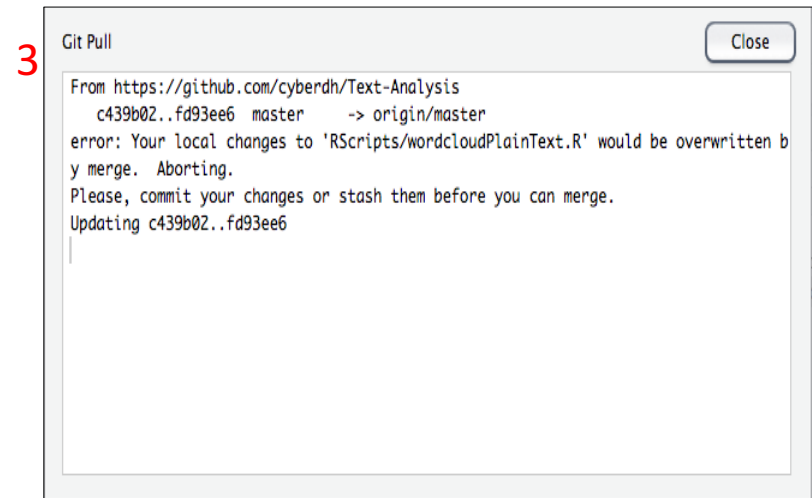 3
Git Pull
Close
From https://github.com/cyberdh/Text-Analysis
c439b02..fd93ee6 master -> origin/master
error: Your local changes to 'RScripts/wordcloudPlainText.R' would be overwritten b
y merge. Aborting.
Please, commit your changes or stash them before you can merge.
Updating c439b02..fd93ee6